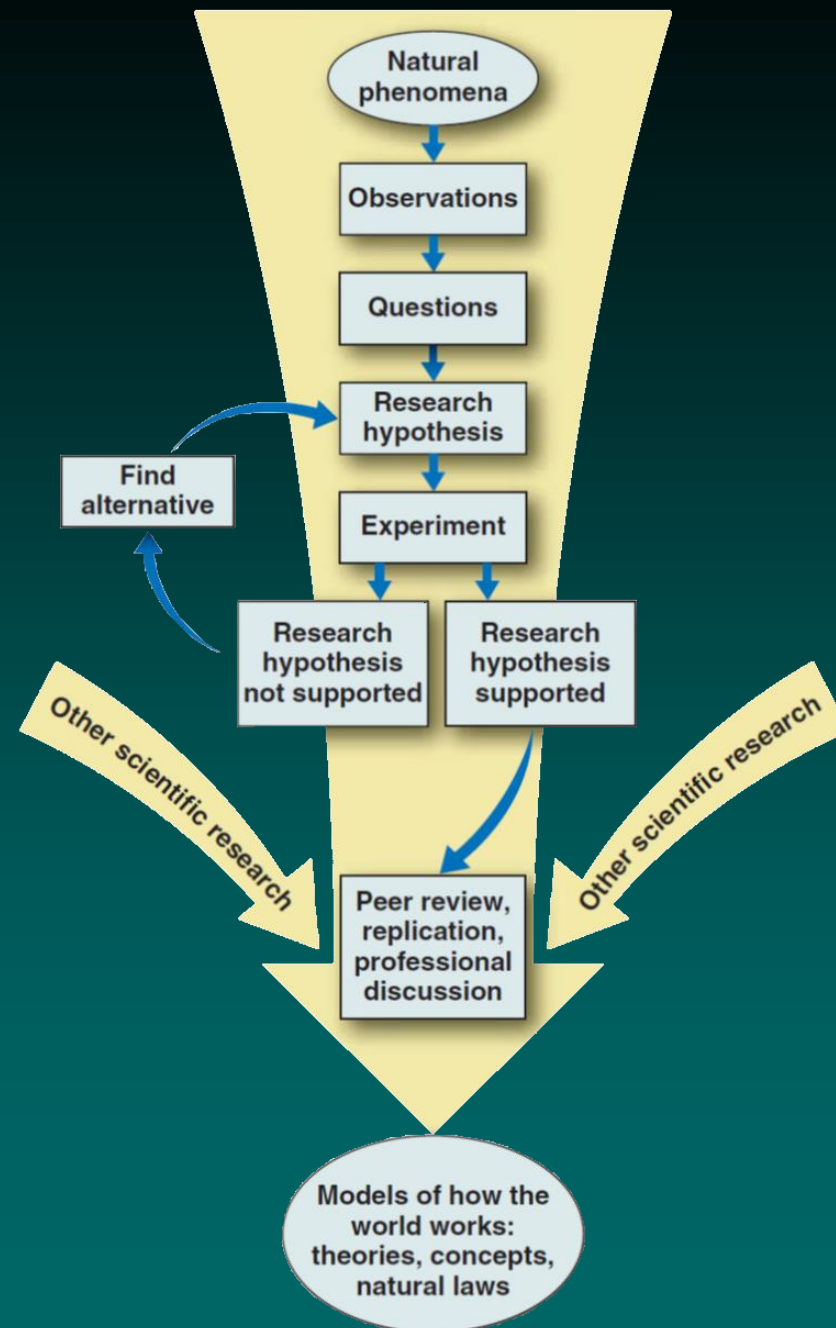 Natural
phenomena
Observations
Questions
Research
hypothesis
Find
alternative
Experiment
Research
hypothesis
not supported
Research
hypothesis
supported
Other scientific research
Other scientific research
Peer review,
replication,
professional
discussion
Models of how the
world works:
theories, concepts,
natural laws